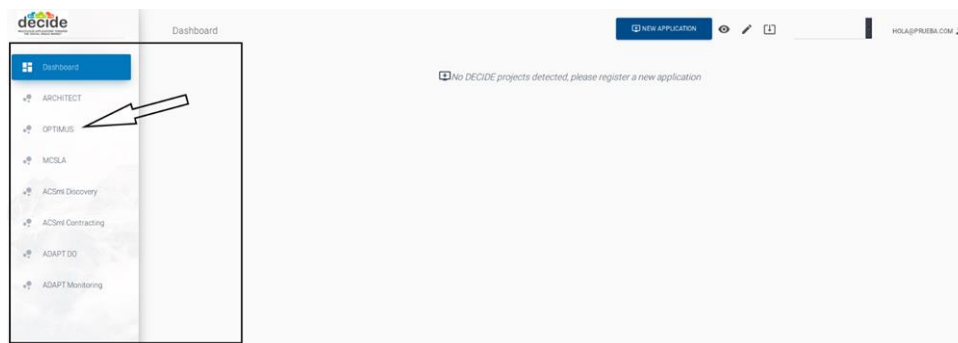 decide
Dashboard
NEW APPLICATION
HOLA@PRUEBA.COM
Dashboard
No DECIDE projects detected, please register a new application
ARCHITECT
OPTIMUS
MCSLA
ACSmI Discovery
ACSmI Contracting
ADAPT DO
ADAPT Monitoring